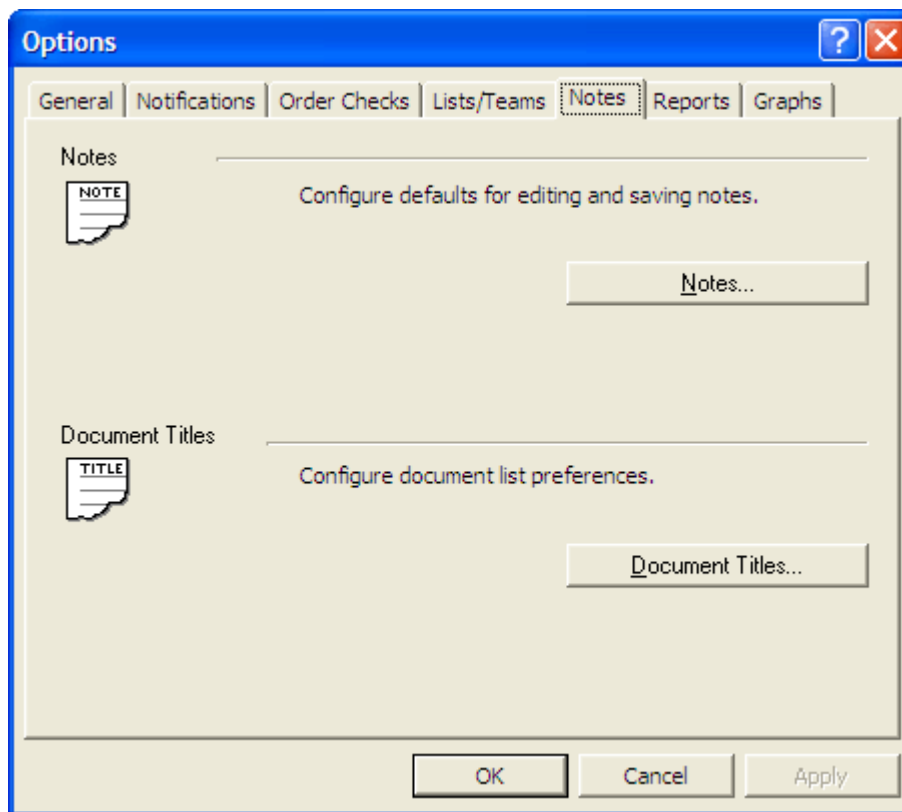 Options
General Notifications Order Checks Lists/Teams Notes Reports Graphs
Notes
NOTE
Configure defaults for editing and saving notes.
Notes...
Document Titles
TITLE
Configure document list preferences.
Document Titles...
OK Cancel Apply